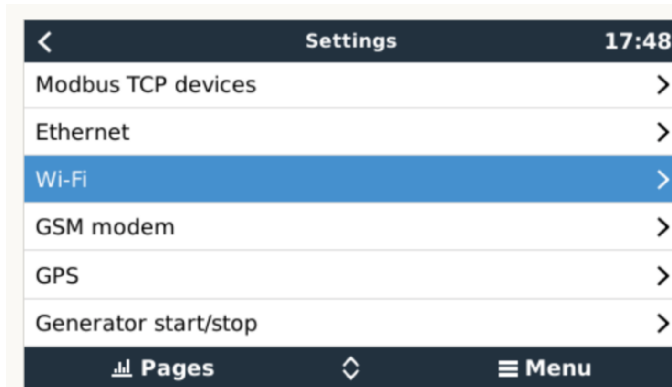 Settings 17:48
Modbus TCP devices
Ethernet
Wi-Fi
GSM modem
GPS
Generator start/stop
Pages Menu